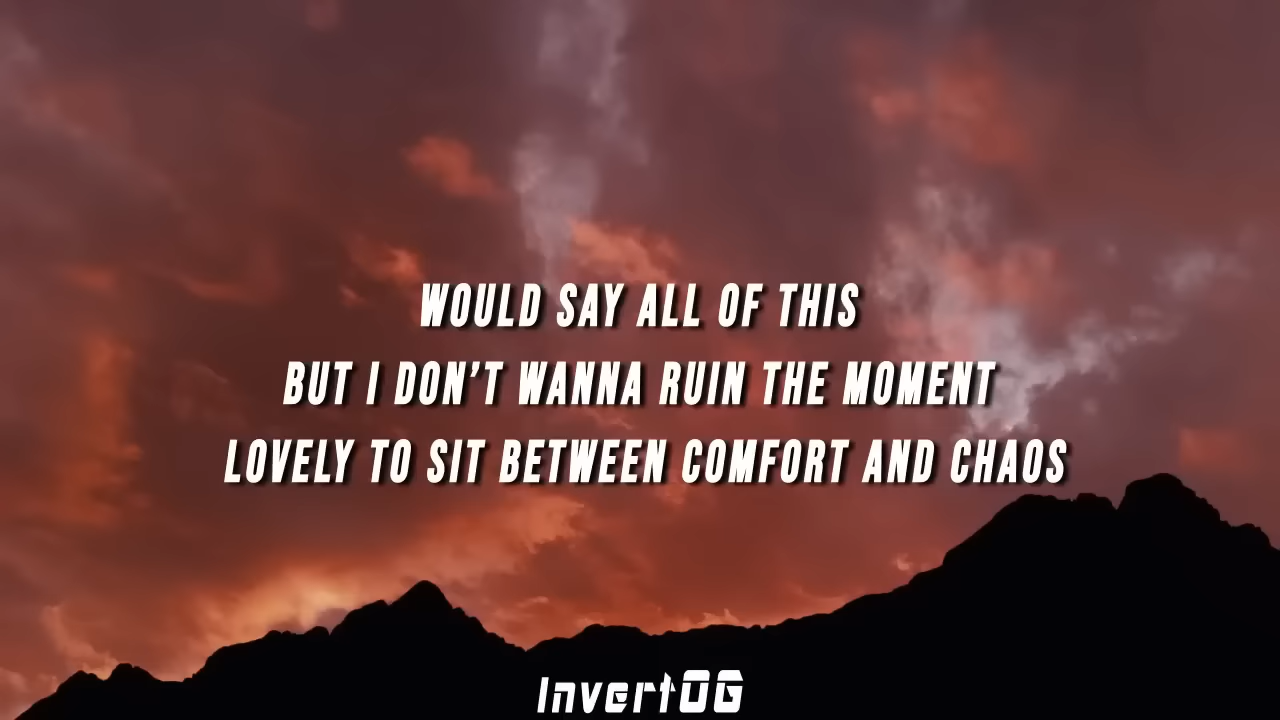 WOULD SAY ALL OF THIS
BUT I DON'T WANNA RUIN THE MOMENT
LOVELY TO SIT BETWEEN COMFORT AND CHAOS
InvertOG